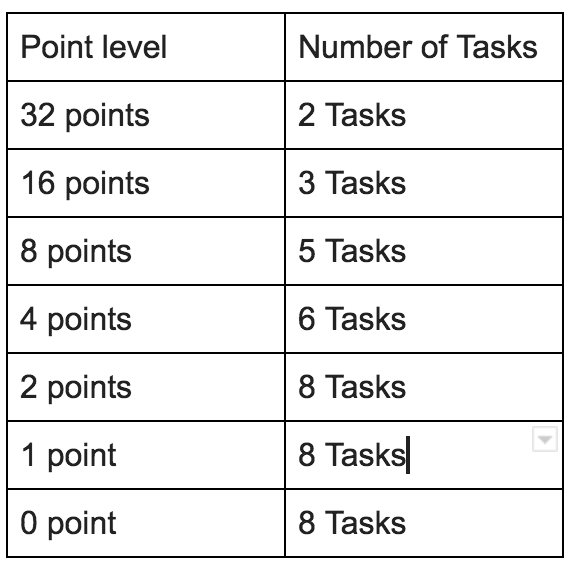 Point level Number of Tasks
32 points 2 Tasks
16 points 3 Tasks
8 point 5 Tasks
4 points 6 Tasks
2 points 8 Tasks
1 point 8 Tasks
0 point 8 Tasks